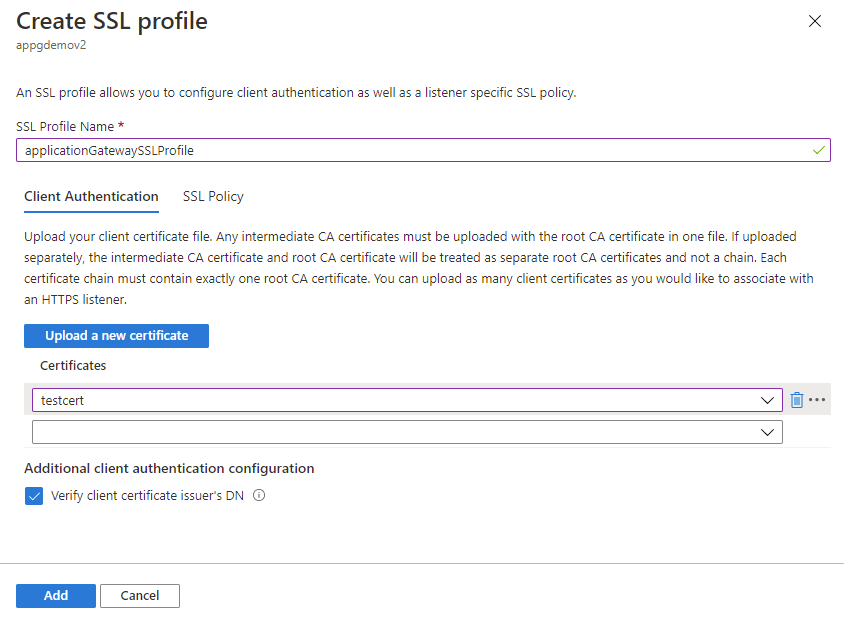 Create SSL profile
appgdemov2
An SSL profile allows you to configure client authentication as well as a listener specific SSL policy.
SSL Profile Name *
applicationGatewaySSLProfile
Client Authentication SSL Policy
Upload your client certificate file. Any intermediate CA certificates must be uploaded with the root CA certificate in one file. If uploaded
separately, the intermediate CA certificate and root CA certificate will be treated as separate root CA certificates and not a chain. Each
certificate chain must contain exactly one root CA certificate. You can upload as many client certificates as you would like to associate with
an HTTPS listener.
Upload a new certificate
Certificates
testcert
Additional client authentication configuration
Verify client certificate issuer's DN
Add Cancel